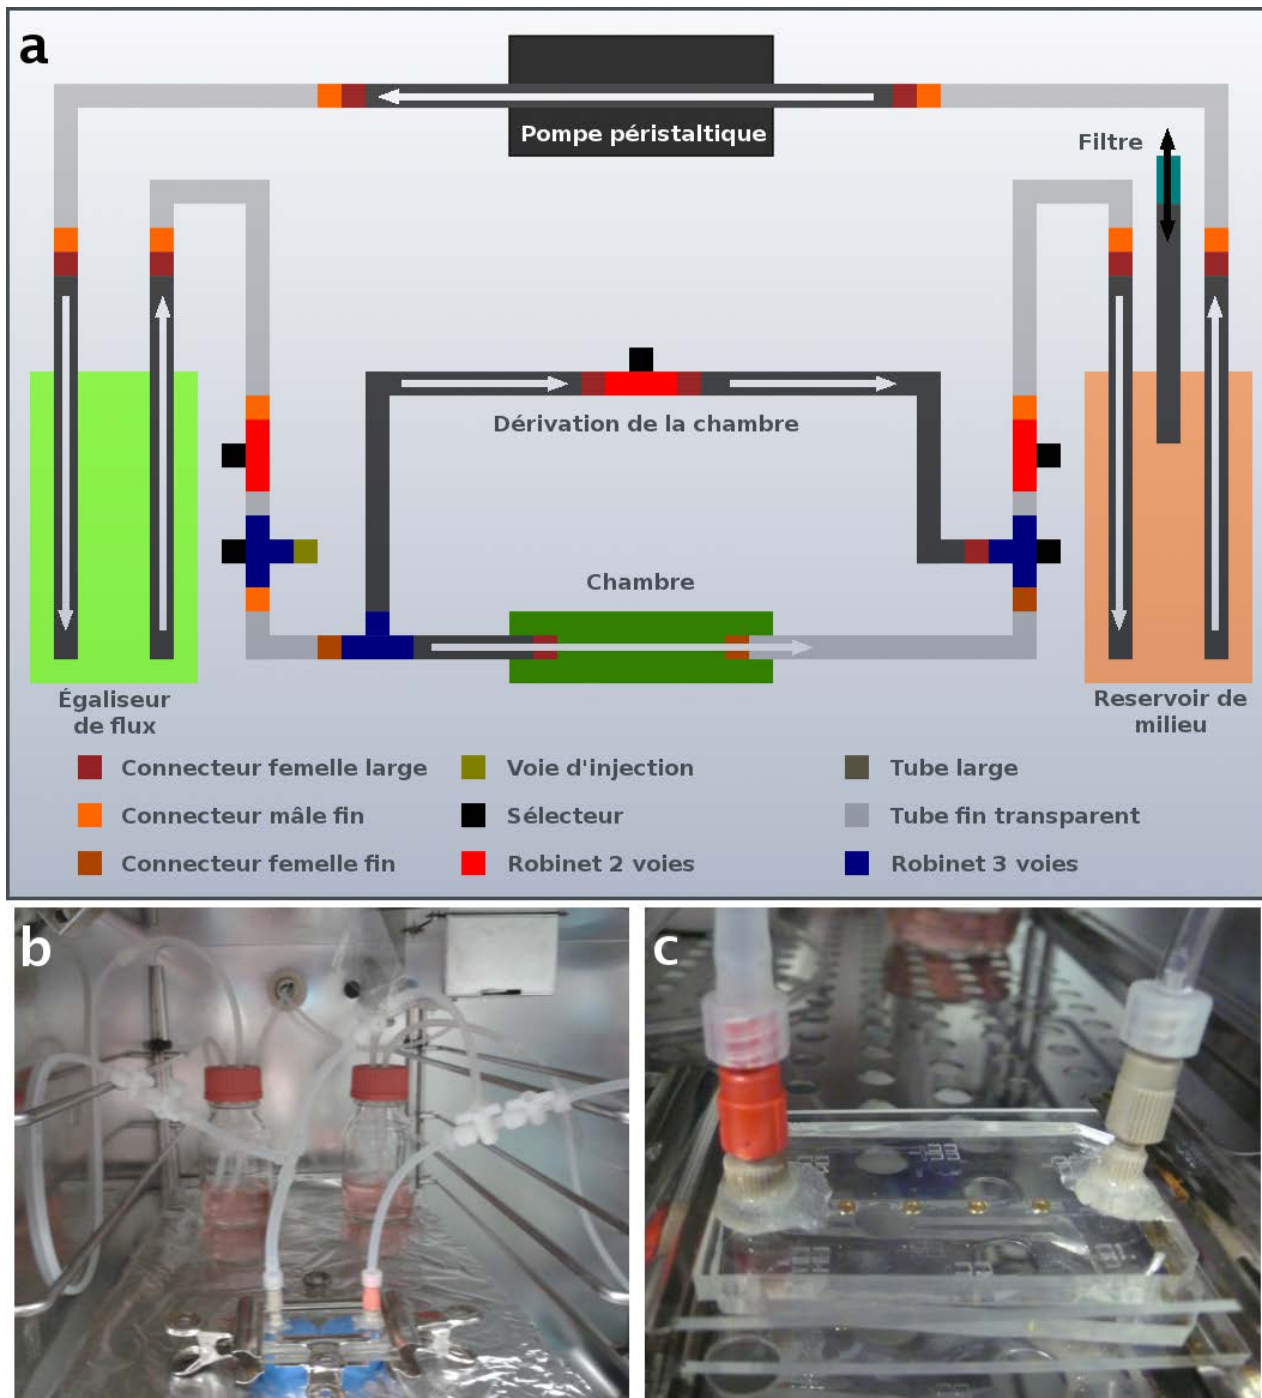 a
Pompe péristaltique
Filtre
Dérivation de la chambre
Chambre
Égaliseur
de flux
Reservoir de
milieu
Connecteur femelle large
Voie d'injection
Tube large
Connecteur mâle fin
Sélecteur
Tube fin transparent
Connecteur femelle fin
Robinet 2 voies
Robinet 3 voies
b
c